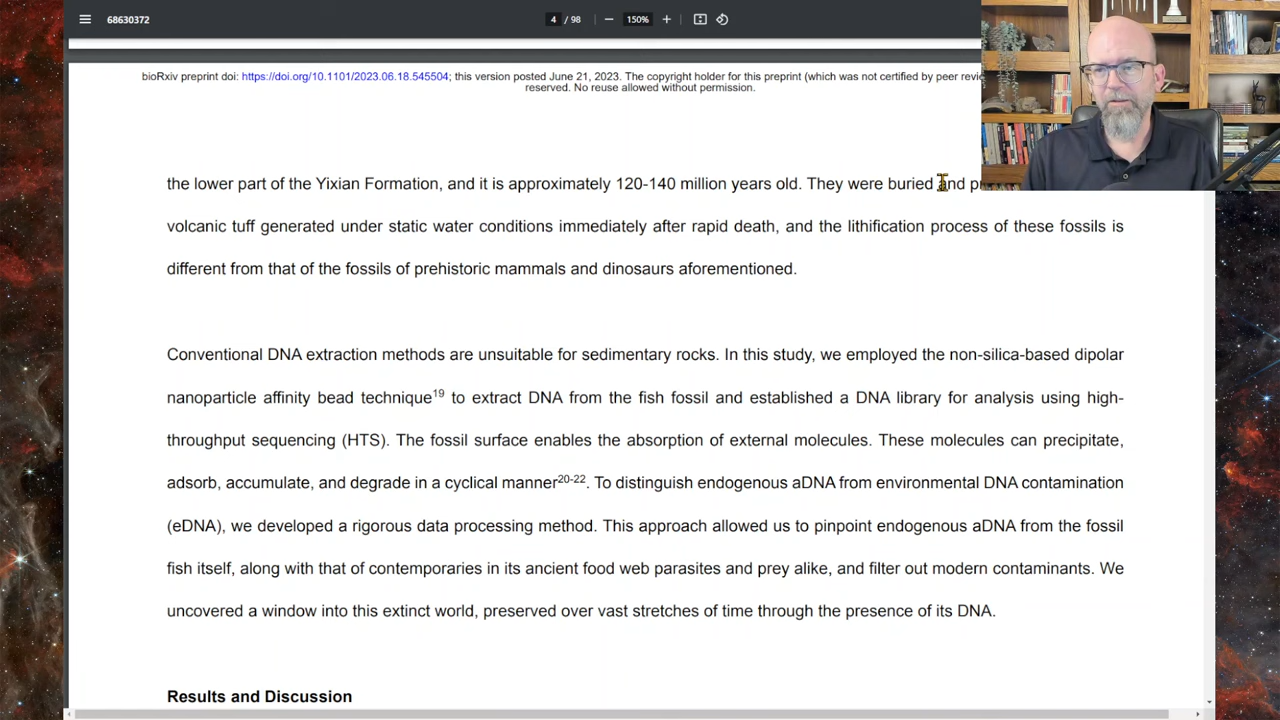 68630372
4 / 98
150%
bioRxiv preprint doi: https://doi.org/10.1101/2023.06.18.545504; this version posted June 21, 2023. The copyright holder for this preprint (which was not certified by peer
reserved. No reuse allowed without permission.
the lower part of the Yixian Formation, and it is approximately 120-140 million years old. They were buried and
volcanic tuff generated under static water conditions immediately after rapid death, and the lithification process of these fossils is
different from that of the fossils of prehistoric mammals and dinosaurs aforementioned.
Conventional DNA extraction methods are unsuitable for sedimentary rocks. In this study, we employed the non-silica-based dipolar
nanoparticle affinity bead technique19 to extract DNA from the fish fossil and established a DNA library for analysis using high-
throughput sequencing (HTS). The fossil surface enables the absorption of external molecules. These molecules can precipitate,
adsorb, accumulate, and degrade in a cyclical manner20-22. To distinguish endogenous aDNA from environmental DNA contamination
(eDNA), we developed a rigorous data processing method. This approach allowed us to pinpoint endogenous aDNA from the fossil
fish itself, along with that of contemporaries in its ancient food web parasites and prey alike, and filter out modern contaminants. We
uncovered a window into this extinct world, preserved over vast stretches of time through the presence of its DNA.
Results and Discussion